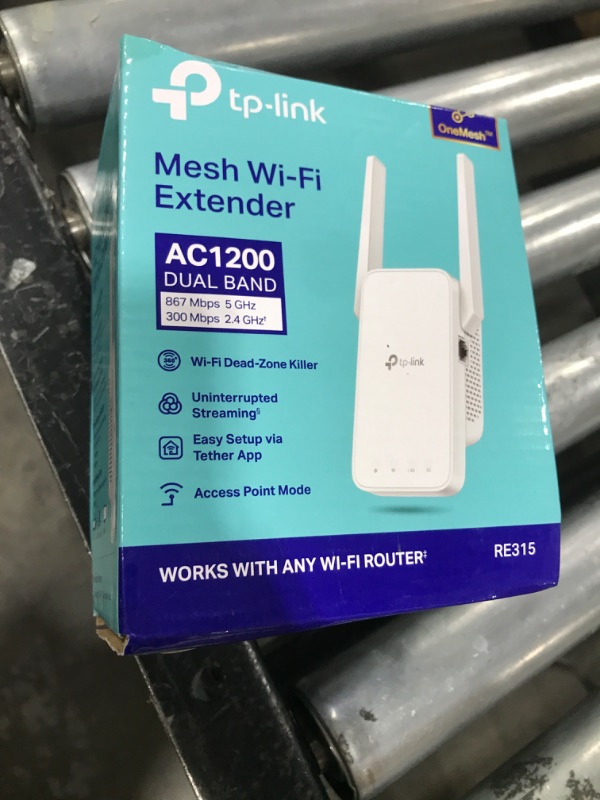 tp-link
OneMesh™
Mesh Wi-Fi
Extender
AC1200
DUAL BAND
867 Mbps 5 GHz
300 Mbps 2.4 GHz†
360°
Wi-Fi Dead-Zone Killer
Uninterrupted
Streaming§
Easy Setup via
Tether App
Access Point Mode
tp-link
WORKS WITH ANY WI-FI ROUTER‡
RE315